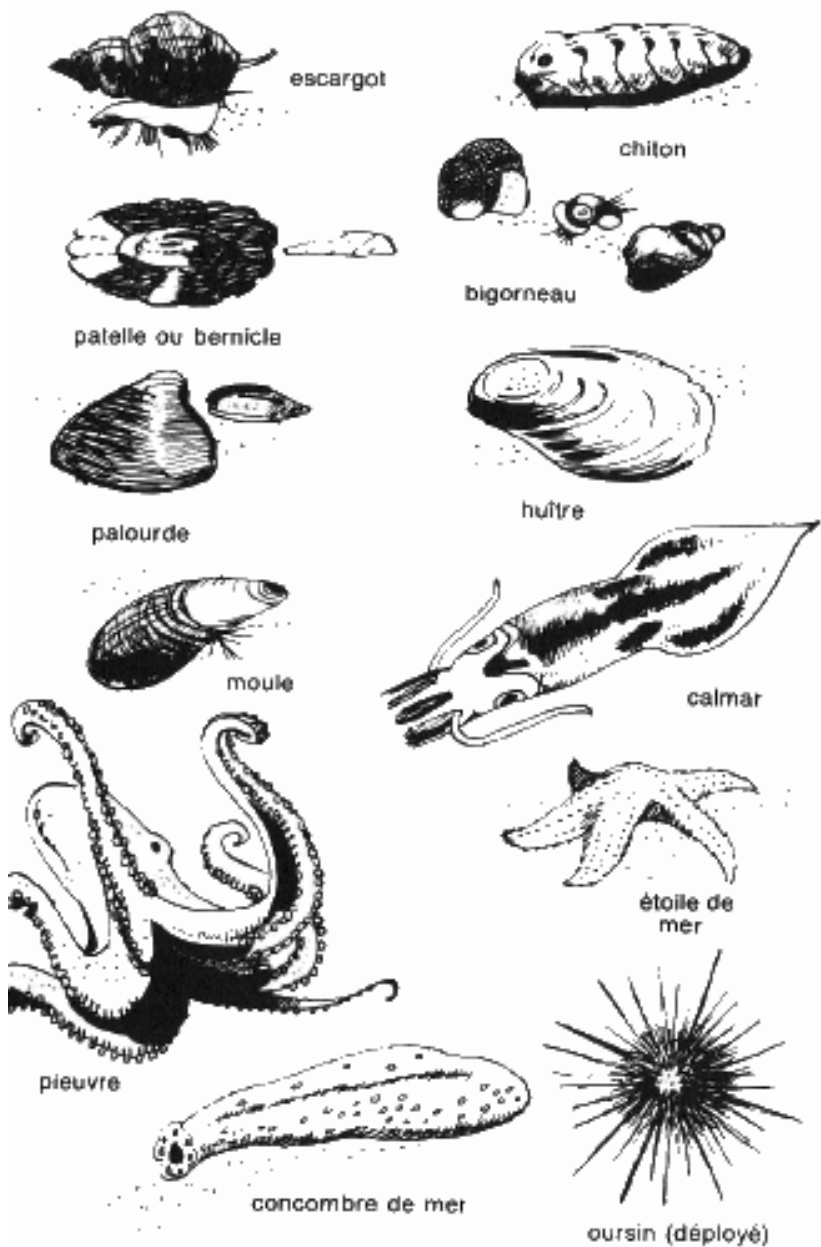 escargot
chiton
bigorneau
patelle ou bernicle
huître
palourde
moule
calmar
étoile de
mer
pieuvre
concombre de mer
oursin (déployé)